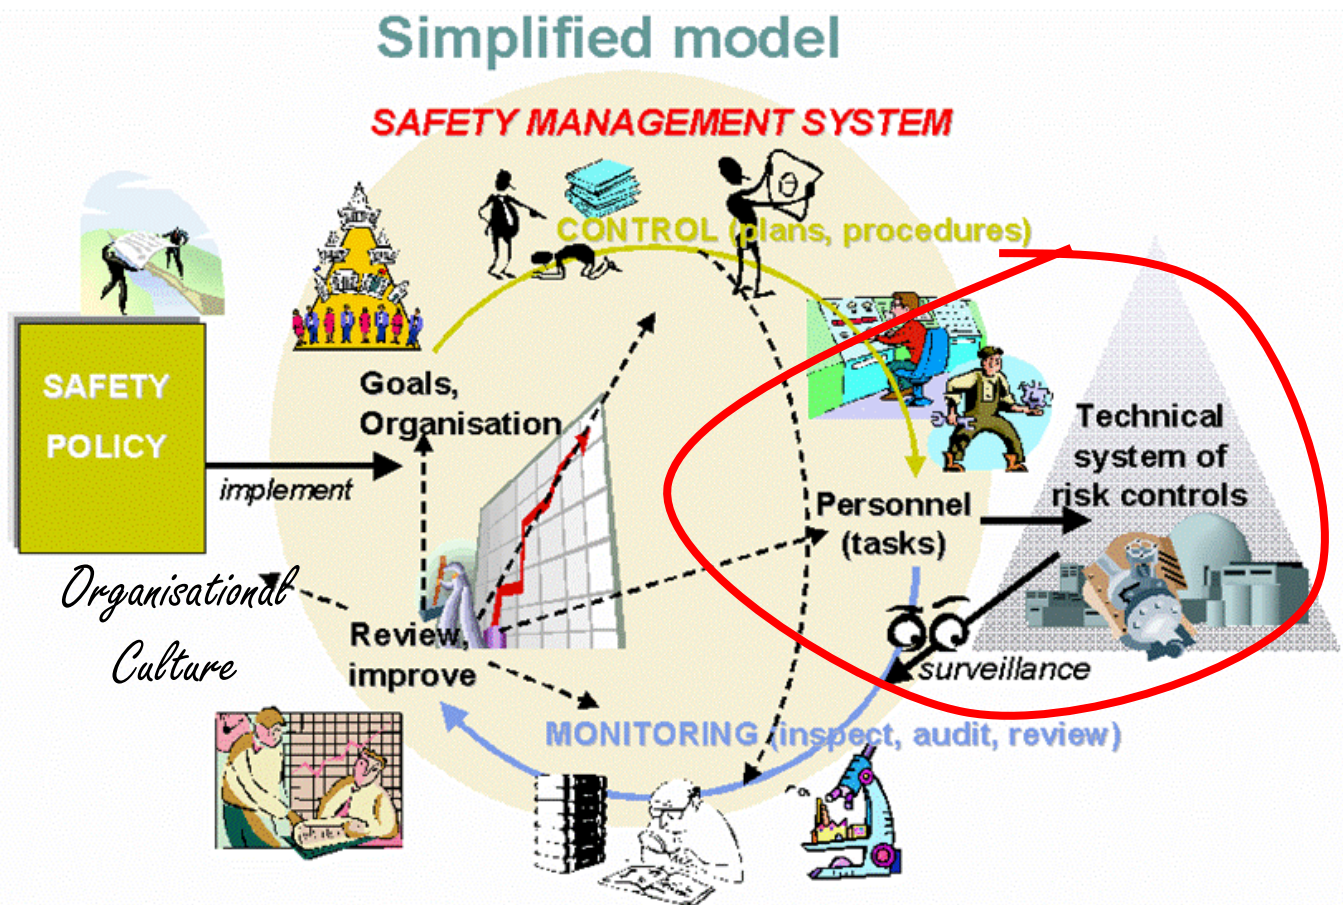 Simplified model
SAFETY MANAGEMENT SYSTEM
CONTROL (plans, procedures)
SAFETY
POLICY
implement
Goals,
Organisation
Technical
system of
risk controls
Personnel
(tasks)
Organisational
Culture
Review,
improve
surveillance
MONITORING (inspect, audit, review)